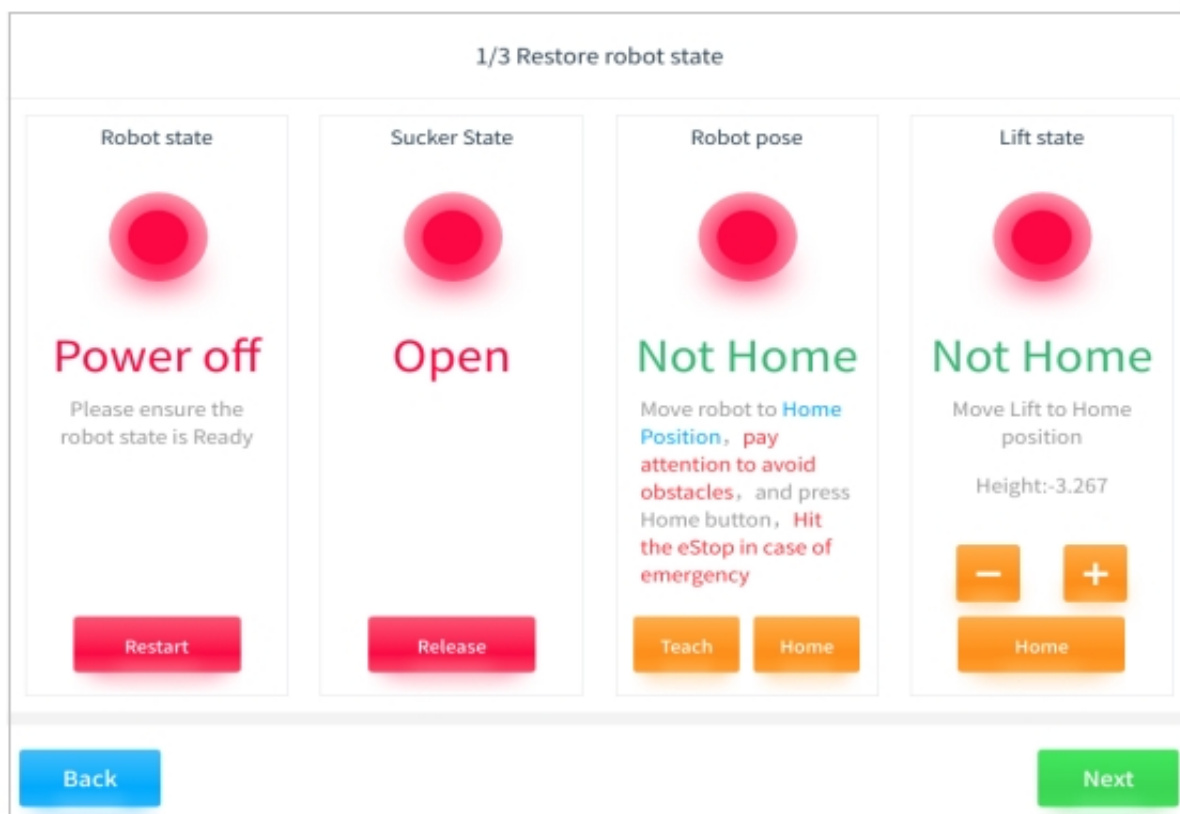 1/3 Restore robot state
Robot state
Power off
Please ensure the
robot state is Ready
Restart
Sucker State
Open
Release
Robot pose
Not Home
Move robot to Home
Position，pay
attention to avoid
obstacles，and press
Home button，Hit
the eStop in case of
emergency
Teach
Home
Lift state
Not Home
Move Lift to Home
position
Height:-3.267
−
+
Home
Back
Next